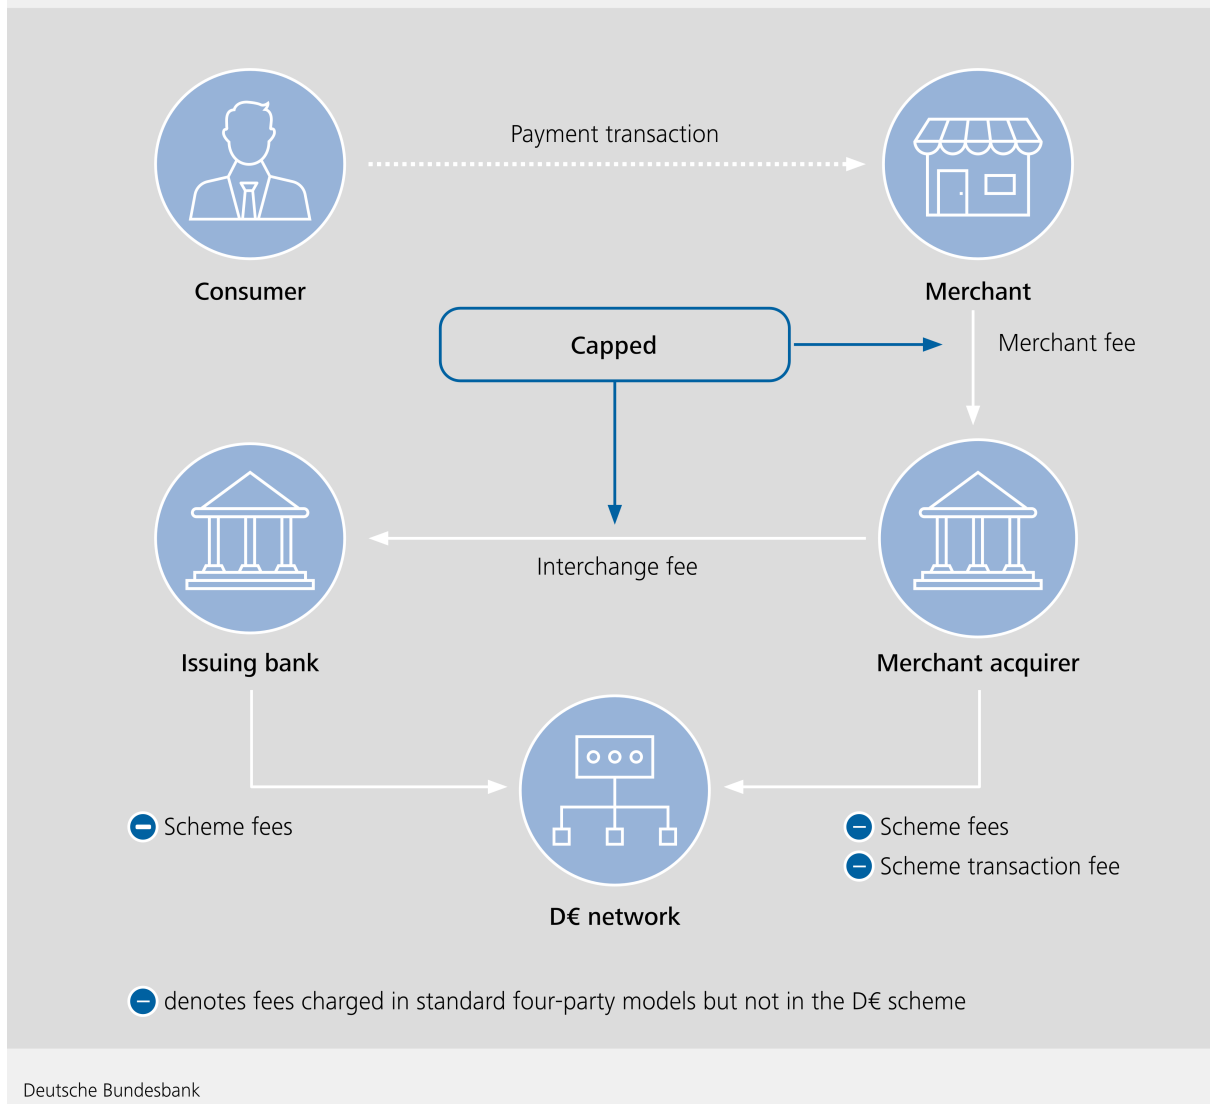 Payment transaction
Consumer
Merchant
Capped
Merchant fee
Interchange fee
Issuing bank
Merchant acquirer
Scheme fees
Scheme fees
Scheme transaction fee
D€ network
denotes fees charged in standard four-party models but not in the D€ scheme
Deutsche Bundesbank